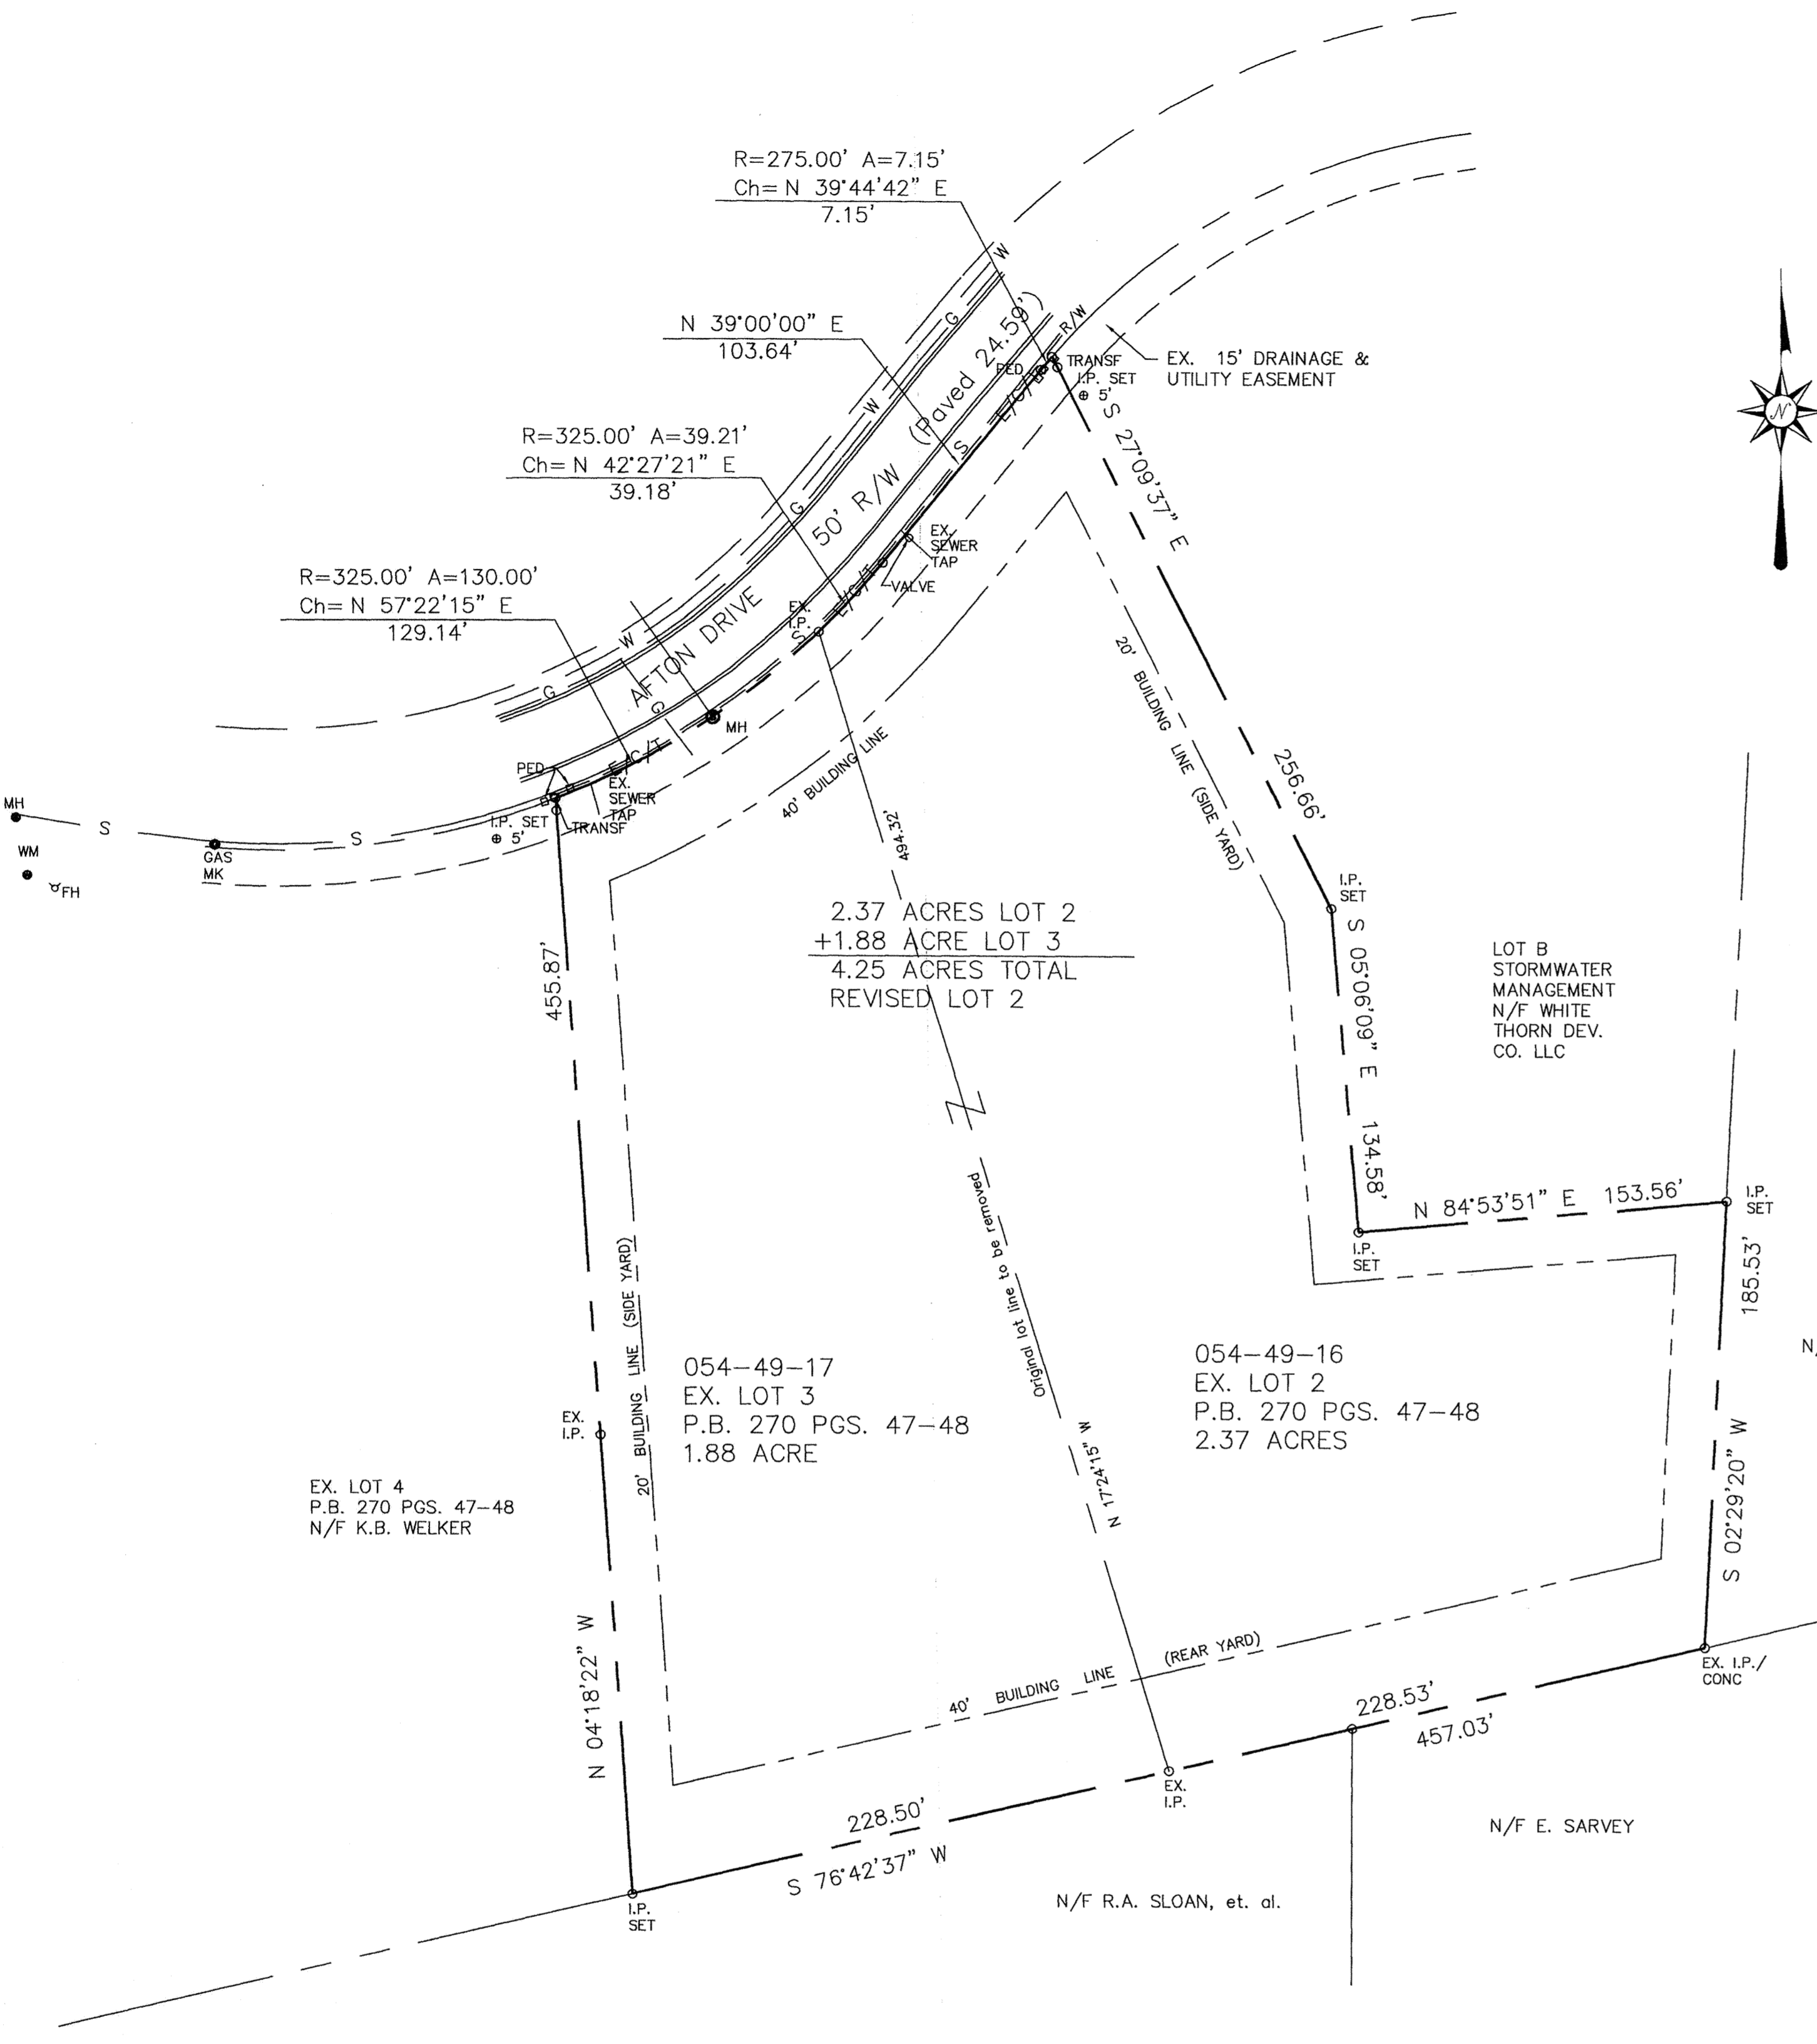 R=275.00' A=7.15'
Ch= N 39°44'42" E
7.15'
N 39°00'00" E
103.64'
R=325.00' A=39.21'
Ch= N 42°27'21" E
39.18'
R=325.00' A=130.00'
Ch= N 57°22'15" E
129.14'
W
G
W
G
W
G
(Paved 24.59')
50' R/W
AFTON DRIVE
G
R/W
TRANSF
PED
I.P. SET
5'
E/C/T
S
EX. 15' DRAINAGE &
UTILITY EASEMENT
N
EX.
SEWER
TAP
VALVE
E/C/T
EX.
I.P.
S
MH
E/C/T
PED
EX.
SEWER
TAP
I.P. SET
5'
TRANSF
MH
S
S
GAS
MK
WM
FH
S 27°09'37" E
256.66'
20' BUILDING LINE (SIDE YARD)
40' BUILDING LINE
494.32'
455.87'
2.37 ACRES LOT 2
+1.88 ACRE LOT 3
4.25 ACRES TOTAL
REVISED LOT 2
I.P.
SET
S 05°06'09" E 134.58'
LOT B
STORMWATER
MANAGEMENT
N/F WHITE
THORN DEV.
CO. LLC
N 84°53'51" E 153.56'
I.P.
SET
I.P.
SET
185.53'
S 02°29'20" W
N/
Original lot line to be removed
N 17°24'15" W
20' BUILDING LINE (SIDE YARD)
054-49-17
EX. LOT 3
P.B. 270 PGS. 47-48
1.88 ACRE
054-49-16
EX. LOT 2
P.B. 270 PGS. 47-48
2.37 ACRES
EX.
I.P.
EX. LOT 4
P.B. 270 PGS. 47-48
N/F K.B. WELKER
N 04°18'22" W
40' BUILDING LINE (REAR YARD)
EX. I.P./
CONC
228.53'
457.03'
EX.
I.P.
228.50'
S 76°42'37" W
I.P.
SET
N/F E. SARVEY
N/F R.A. SLOAN, et. al.